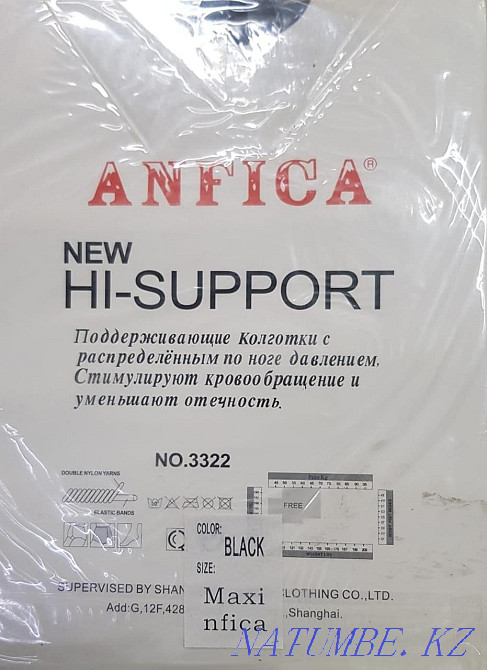 ANFICA®
NEW
HI-SUPPORT
Поддерживающие колготки с
распределённым по ноге давлением.
Стимулируют кровообращение и
уменьшают отечность.
NO.3322
DOUBLE NYLON YARNS
ELASTIC BANDS
FREE
COLOR:
BLACK
SIZE:
Maxi
nfica
SUPERVISED BY SHAN CLOTHING CO.,LTD.
Add:G,12F,428 ,Shanghai.
NATUMBE.KZ